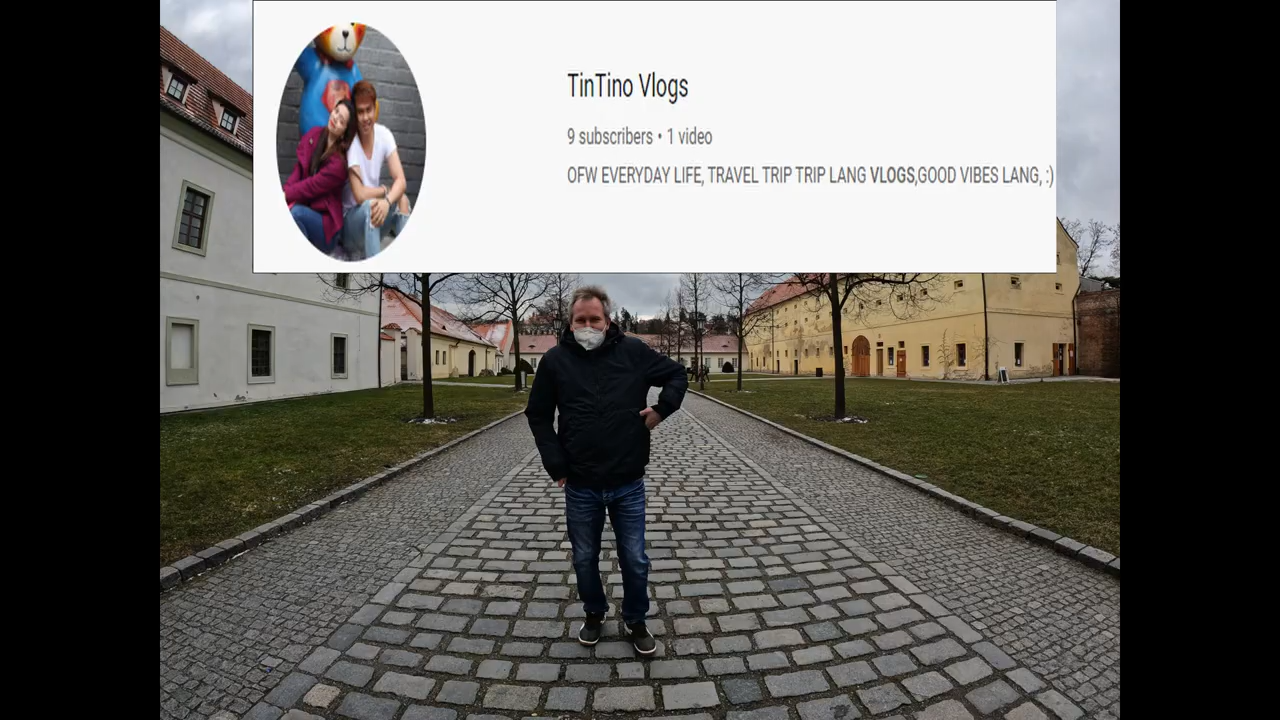 TinTino Vlogs
9 subscribers • 1 video
OFW EVERYDAY LIFE, TRAVEL TRIP TRIP LANG VLOGS,GOOD VIBES LANG, :)